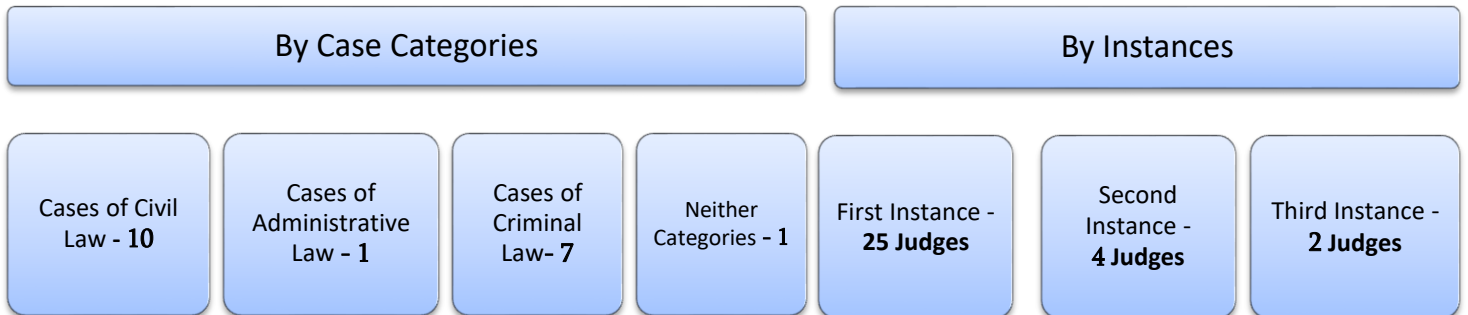 By Case Categories
By Instances
Cases of Civil
Law - 10
Cases of
Administrative
Law - 1
Cases of
Criminal
Law- 7
Neither
Categories - 1
First Instance -
25 Judges
Second
Instance -
4 Judges
Third Instance -
2 Judges